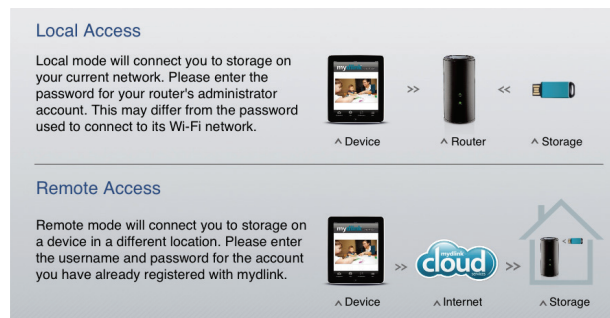 Local Access
Local mode will connect you to storage on
your current network. Please enter the
password for your router's administrator
account. This may differ from the password
used to connect to its Wi-Fi network.
>>
<<
^ Device
^ Router
^ Storage
Remote Access
Remote mode will connect you to storage on
a device in a different location. Please enter
the username and password for the account
you have already registered with mydlink.
>>
mydlink
cloud
>>
<
^ Device
^ Internet
^ Storage